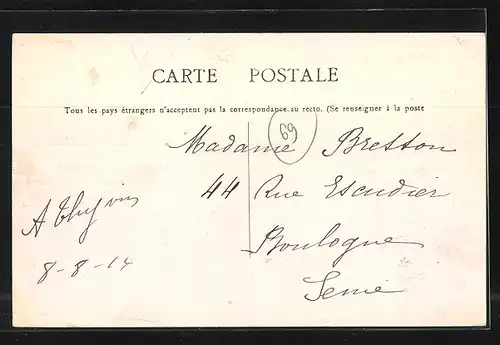 CARTE POSTALE
Tous les pays étrangers n'acceptent pas la correspondance au recto. (Se renseigner à la poste
69
Madame Bretton
44 Rue Escudier
Boulogne
Seine
8-8-14